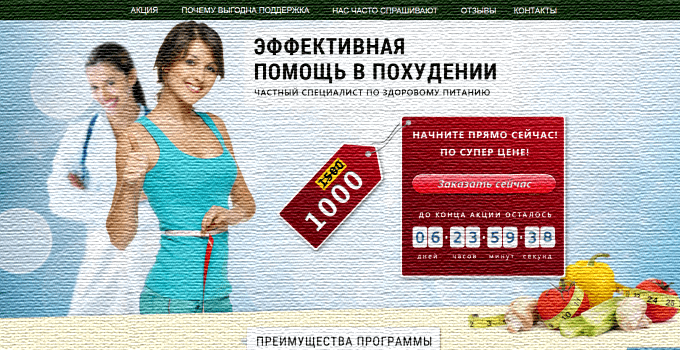 АКЦИЯ ПОЧЕМУ ВЫГОДНА ПОДДЕРЖКА НАС ЧАСТО СПРАШИВАЮТ ОТЗЫВЫ КОНТАКТЫ
ЭФФЕКТИВНАЯ
ПОМОЩЬ В ПОХУДЕНИИ
ЧАСТНЫЙ СПЕЦИАЛИСТ ПО ЗДОРОВОМУ ПИТАНИЮ
1500
1000
НАЧНИТЕ ПРЯМО СЕЙЧАС!
ПО СУПЕР ЦЕНЕ!
Заказать сейчас
ДО КОНЦА АКЦИИ ОСТАЛОСЬ
06 23 59 38
дней часов минут секунд
ПРЕИМУЩЕСТВА ПРОГРАММЫ